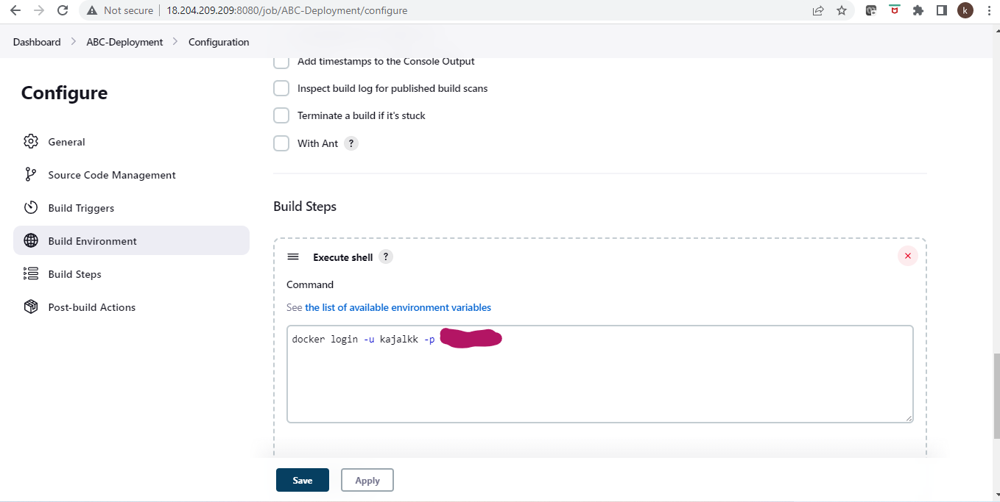 Not secure 18.204.209.209:8080/job/ABC-Deployment/configure k
Dashboard ABC-Deployment Configuration
Add timestamps to the Console Output
Configure
Inspect build log for published build scans
Terminate a build if it's stuck
With Ant ?
General
Source Code Management
Build Triggers
Build Environment
Build Steps
Post-build Actions
Build Steps
Execute shell ?
Command
See the list of available environment variables
docker login -u kajalkk -p
Save Apply